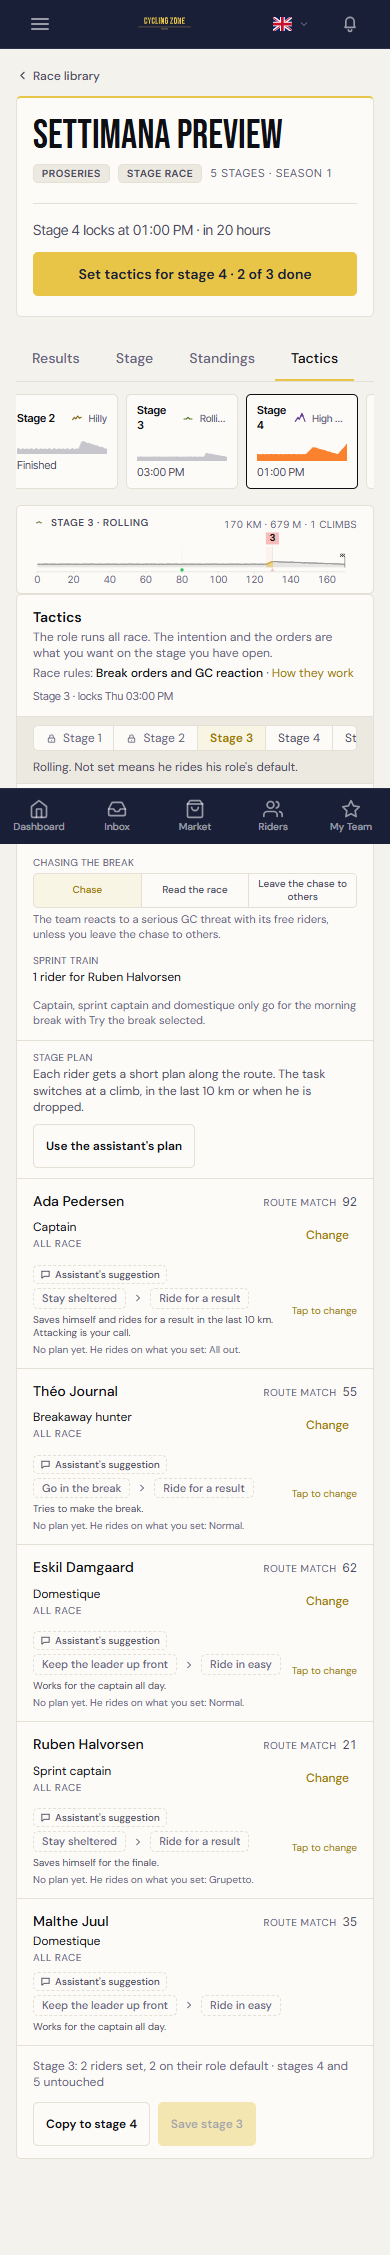 CYCLING ZONE
Race library
SETTIMANA PREVIEW
PROSERIES STAGE RACE 5 STAGES · SEASON 1
Stage 4 locks at 01:00 PM · in 20 hours
Set tactics for stage 4 · 2 of 3 done
Results Stage Standings Tactics
Stage 2 Hilly
Finished
Stage 3 Rolli...
03:00 PM
Stage 4 High ...
01:00 PM
STAGE 3 · ROLLING 170 KM · 679 M · 1 CLIMBS
3
0 20 40 60 80 100 120 140 160
Tactics
The role runs all race. The intention and the orders are
what you want on the stage you have open.
Race rules: Break orders and GC reaction · How they work
Stage 3 · locks Thu 03:00 PM
Stage 1 Stage 2 Stage 3 Stage 4 St
Rolling. Not set means he rides his role's default.
Dashboard Inbox Market Riders My Team
CHASING THE BREAK
Chase Read the race Leave the chase to
others
The team reacts to a serious GC threat with its free riders,
unless you leave the chase to others.
SPRINT TRAIN
1 rider for Ruben Halvorsen
Captain, sprint captain and domestique only go for the morning
break with Try the break selected.
STAGE PLAN
Each rider gets a short plan along the route. The task
switches at a climb, in the last 10 km or when he is
dropped.
Use the assistant's plan
Ada Pedersen ROUTE MATCH 92
Captain
ALL RACE
Change
Assistant's suggestion
Stay sheltered > Ride for a result
Saves himself and rides for a result in the last 10 km.
Attacking is your call.
Tap to change
No plan yet. He rides on what you set: All out.
Théo Journal ROUTE MATCH 55
Breakaway hunter
ALL RACE
Change
Assistant's suggestion
Go in the break > Ride for a result
Tap to change
Tries to make the break.
No plan yet. He rides on what you set: Normal.
Eskil Damgaard ROUTE MATCH 62
Domestique
ALL RACE
Change
Assistant's suggestion
Keep the leader up front > Ride in easy
Tap to change
Works for the captain all day.
No plan yet. He rides on what you set: Normal.
Ruben Halvorsen ROUTE MATCH 21
Sprint captain
ALL RACE
Change
Assistant's suggestion
Stay sheltered > Ride for a result
Tap to change
Saves himself for the finale.
No plan yet. He rides on what you set: Grupetto.
Malthe Juul ROUTE MATCH 35
Domestique
ALL RACE
Assistant's suggestion
Keep the leader up front > Ride in easy
Works for the captain all day.
Stage 3: 2 riders set, 2 on their role default · stages 4 and
5 untouched
Copy to stage 4 Save stage 3